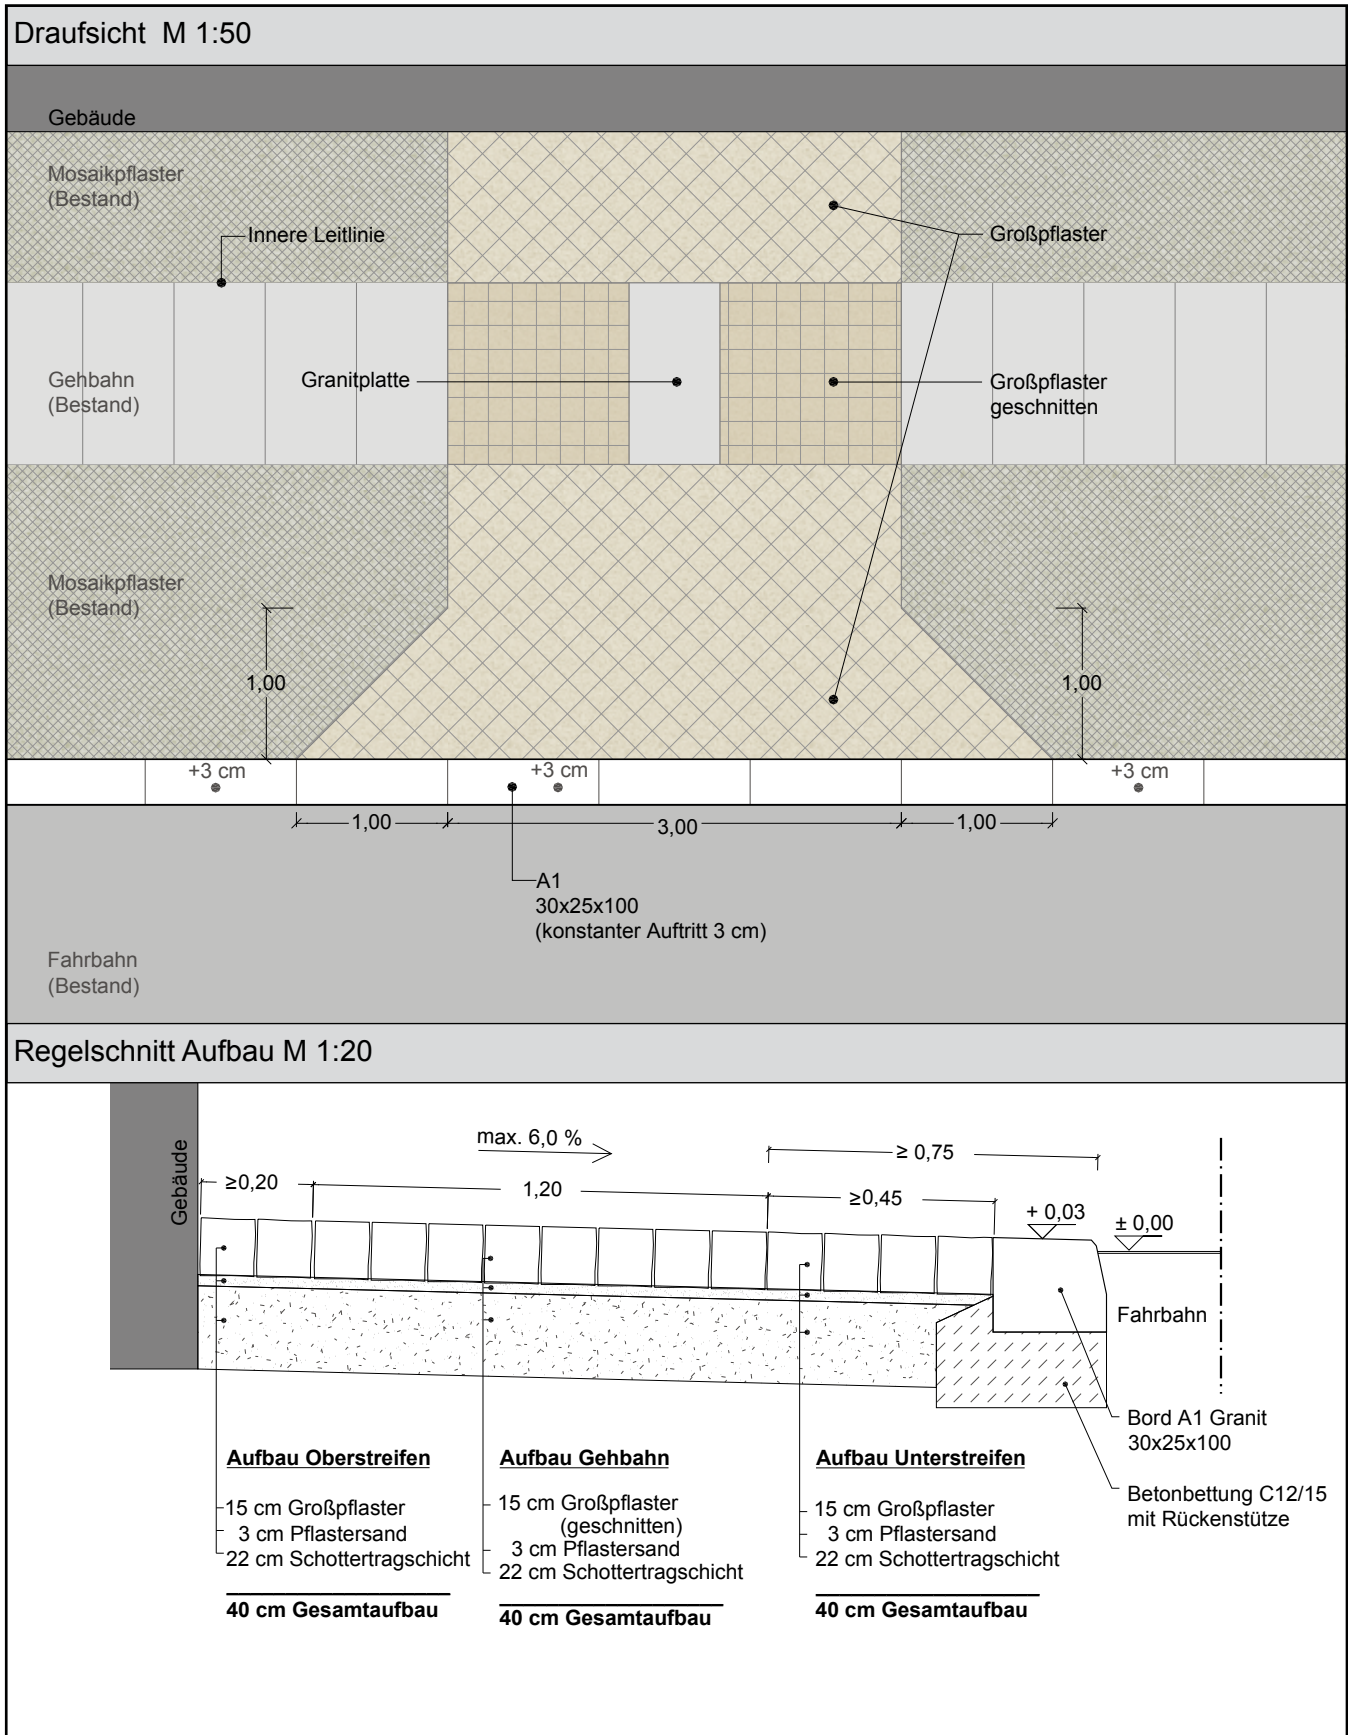 Draufsicht  M 1:50
Gebäude
Mosaikpflaster
(Bestand)
Innere Leitlinie
Großpflaster
Gehbahn
(Bestand)
Granitplatte
Großpflaster
geschnitten
Mosaikpflaster
(Bestand)
1,00
1,00
+3 cm
+3 cm
+3 cm
1,00
3,00
1,00
A1
30x25x100
(konstanter Auftritt 3 cm)
Fahrbahn
(Bestand)
Regelschnitt Aufbau M 1:20
Gebäude
max. 6,0 %
≥ 0,75
≥0,20
1,20
≥0,45
+ 0,03
± 0,00
Fahrbahn
Bord A1 Granit
30x25x100
Betonbettung C12/15
mit Rückenstütze
Aufbau Oberstreifen
15 cm Großpflaster
3 cm Pflastersand
22 cm Schottertragschicht
40 cm Gesamtaufbau
Aufbau Gehbahn
15 cm Großpflaster
(geschnitten)
3 cm Pflastersand
22 cm Schottertragschicht
40 cm Gesamtaufbau
Aufbau Unterstreifen
15 cm Großpflaster
3 cm Pflastersand
22 cm Schottertragschicht
40 cm Gesamtaufbau